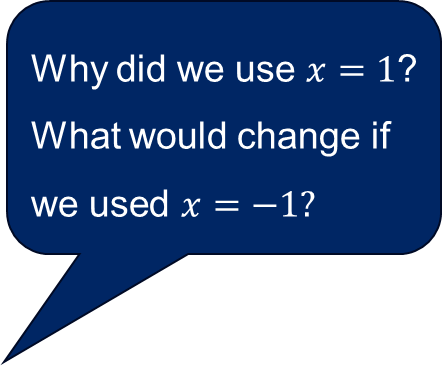 Why did we use 𝑥 = 1?
What would change if
we used 𝑥 = −1?